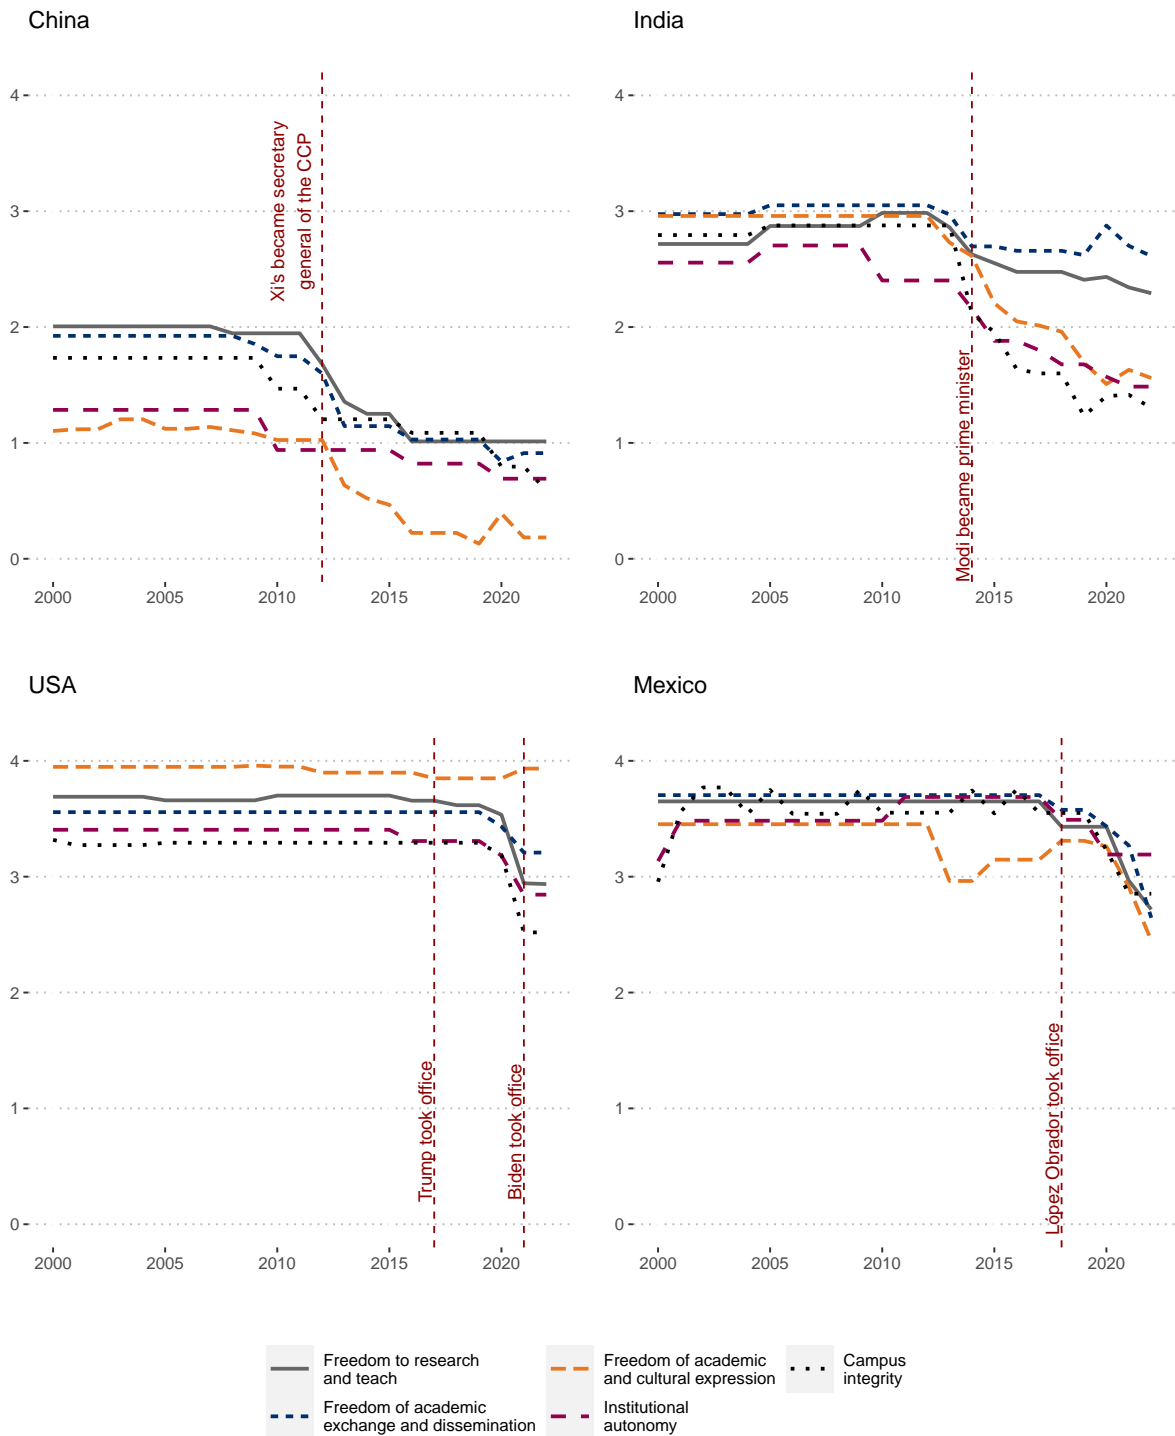 China
4
3
2
1
0
2000 2005 2010 2015 2020
Xi's became secretary
general of the CCP
India
4
3
2
1
0
2000 2005 2010 2015 2020
Modi became prime minister
USA
4
3
2
1
0
2000 2005 2010 2015 2020
Trump took office
Biden took office
Mexico
4
3
2
1
0
2000 2005 2010 2015 2020
López Obrador took office
Freedom to research
and teach
Freedom of academic
exchange and dissemination
Freedom of academic
and cultural expression
Institutional
autonomy
Campus
integrity